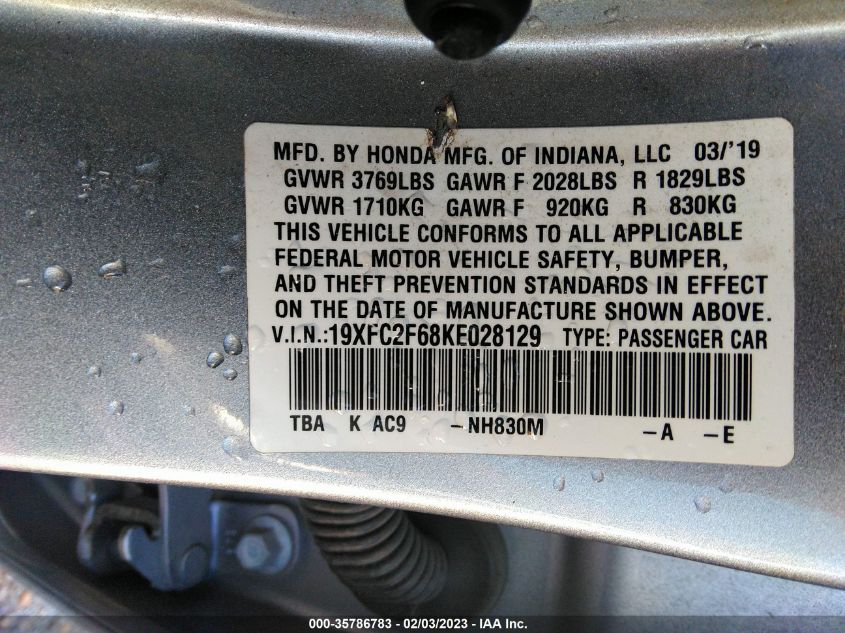 MFD. BY HONDA MFG. OF INDIANA, LLC 03/'19
GVWR 3769LBS GAWR F 2028LBS R 1829LBS
GVWR 1710KG GAWR F 920KG R 830KG
THIS VEHICLE CONFORMS TO ALL APPLICABLE
FEDERAL MOTOR VEHICLE SAFETY, BUMPER,
AND THEFT PREVENTION STANDARDS IN EFFECT
ON THE DATE OF MANUFACTURE SHOWN ABOVE.
V.I.N.:19XFC2F68KE028129 TYPE: PASSENGER CAR
TBA K AC9 –NH830M –A –E
000-35786783 / 02/03/2023 / IAA Inc.